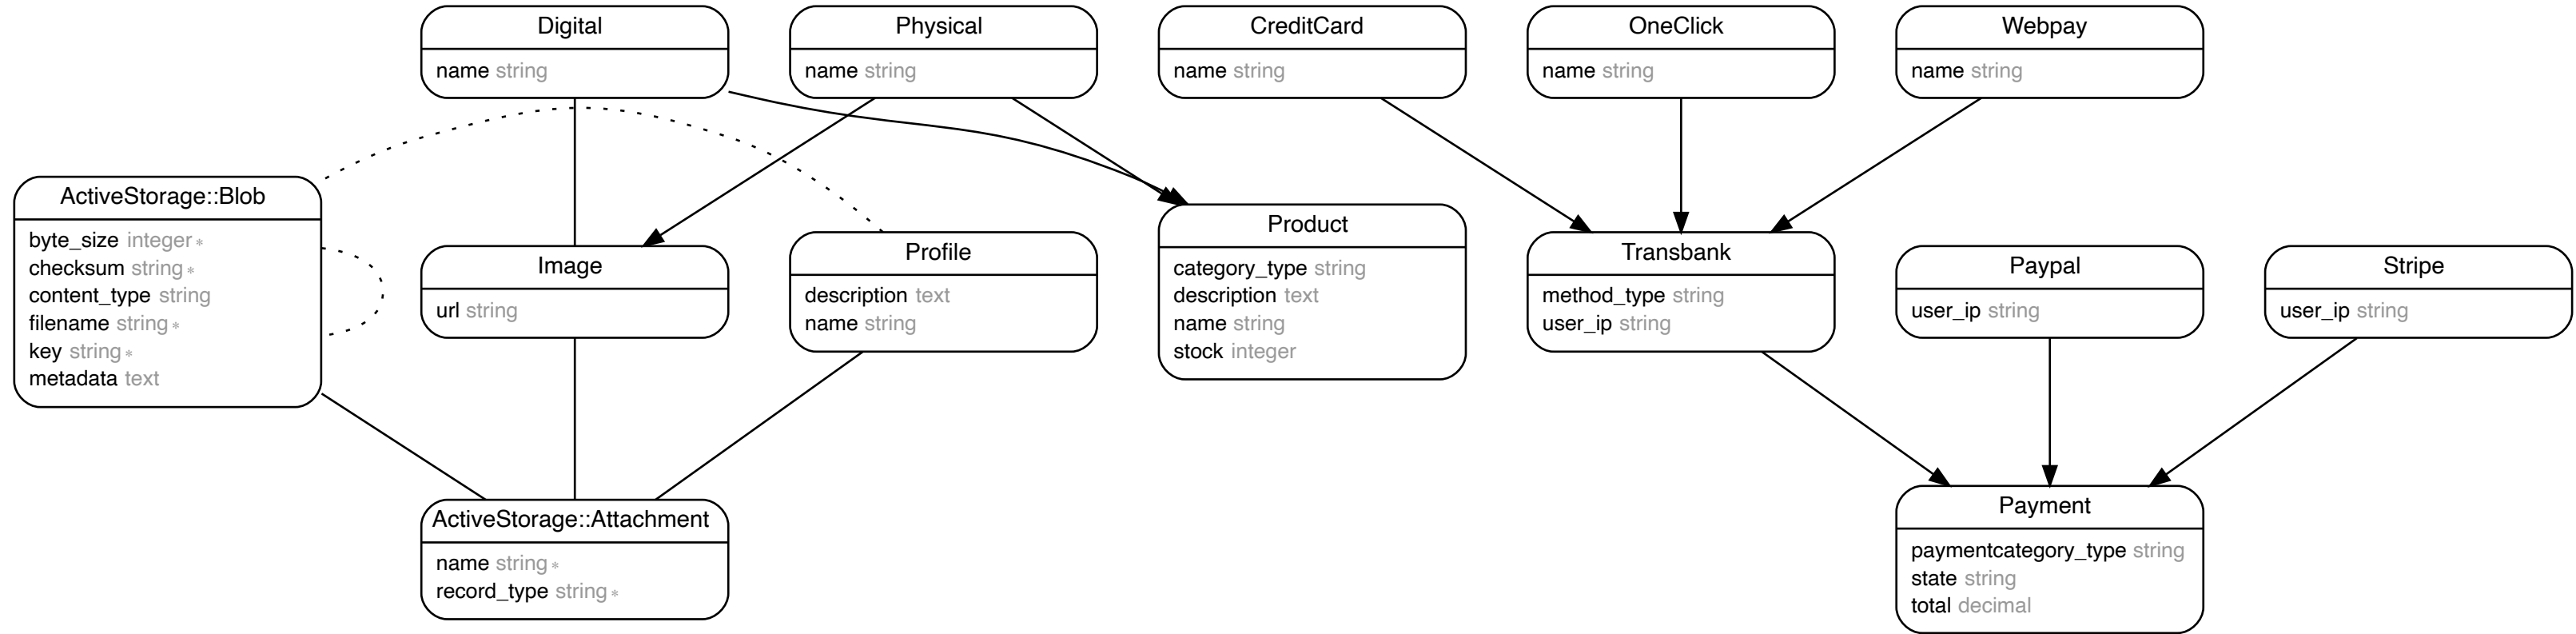 Digital
name string
Physical
name string
CreditCard
name string
OneClick
name string
Webpay
name string
ActiveStorage::Blob
byte_size integer*
checksum string*
content_type string
filename string*
key string*
metadata text
Image
url string
Profile
description text
name string
Product
category_type string
description text
name string
stock integer
Transbank
method_type string
user_ip string
Paypal
user_ip string
Stripe
user_ip string
ActiveStorage::Attachment
name string*
record_type string*
Payment
paymentcategory_type string
state string
total decimal